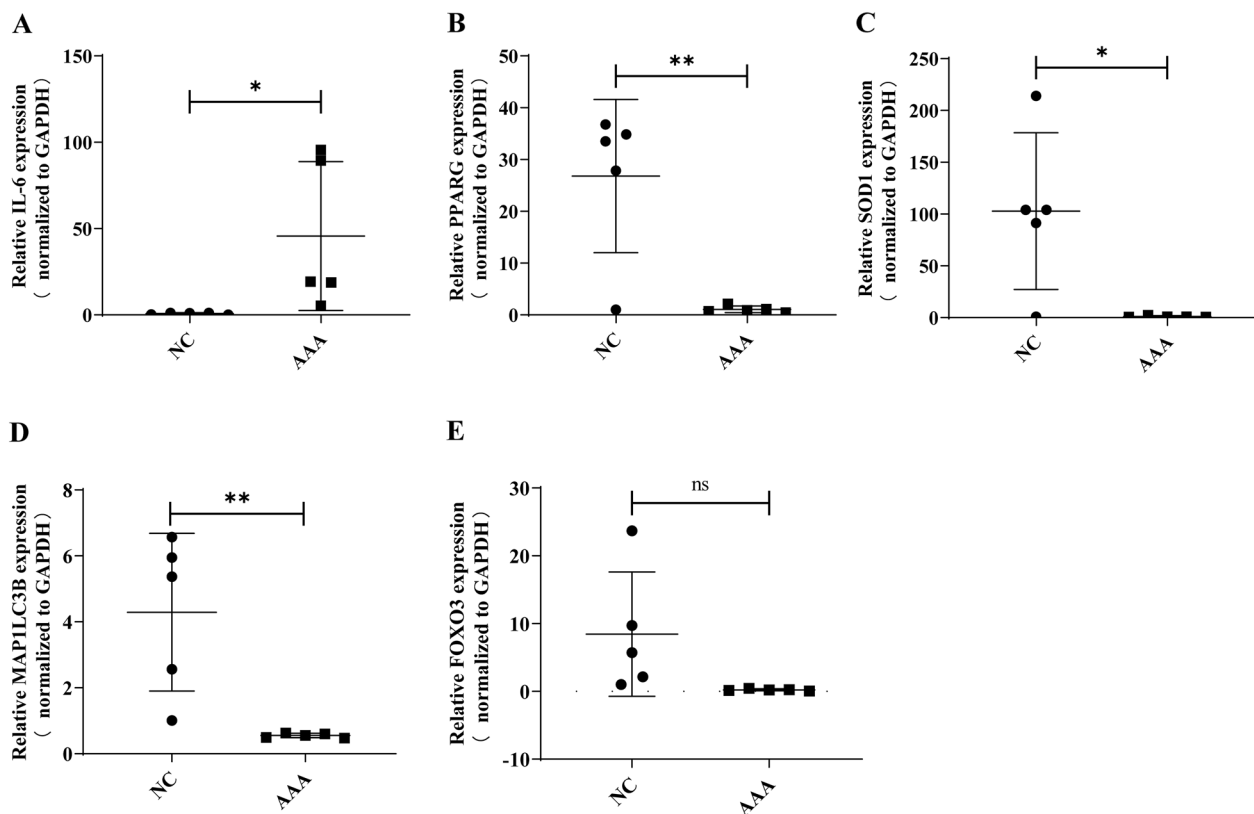 A
Relative IL-6 expression
( normalized to GAPDH)
150
100
50
0
*
NC
AAA
B
Relative PPARG expression
( normalized to GAPDH)
50
40
30
20
10
0
**
NC
AAA
C
Relative SOD1 expression
( normalized to GAPDH)
250
200
150
100
50
0
*
NC
AAA
D
Relative MAP1LC3B expression
( normalized to GAPDH)
8
6
4
2
0
**
NC
AAA
E
Relative FOXO3 expression
( normalized to GAPDH)
30
20
10
0
-10
ns
NC
AAA